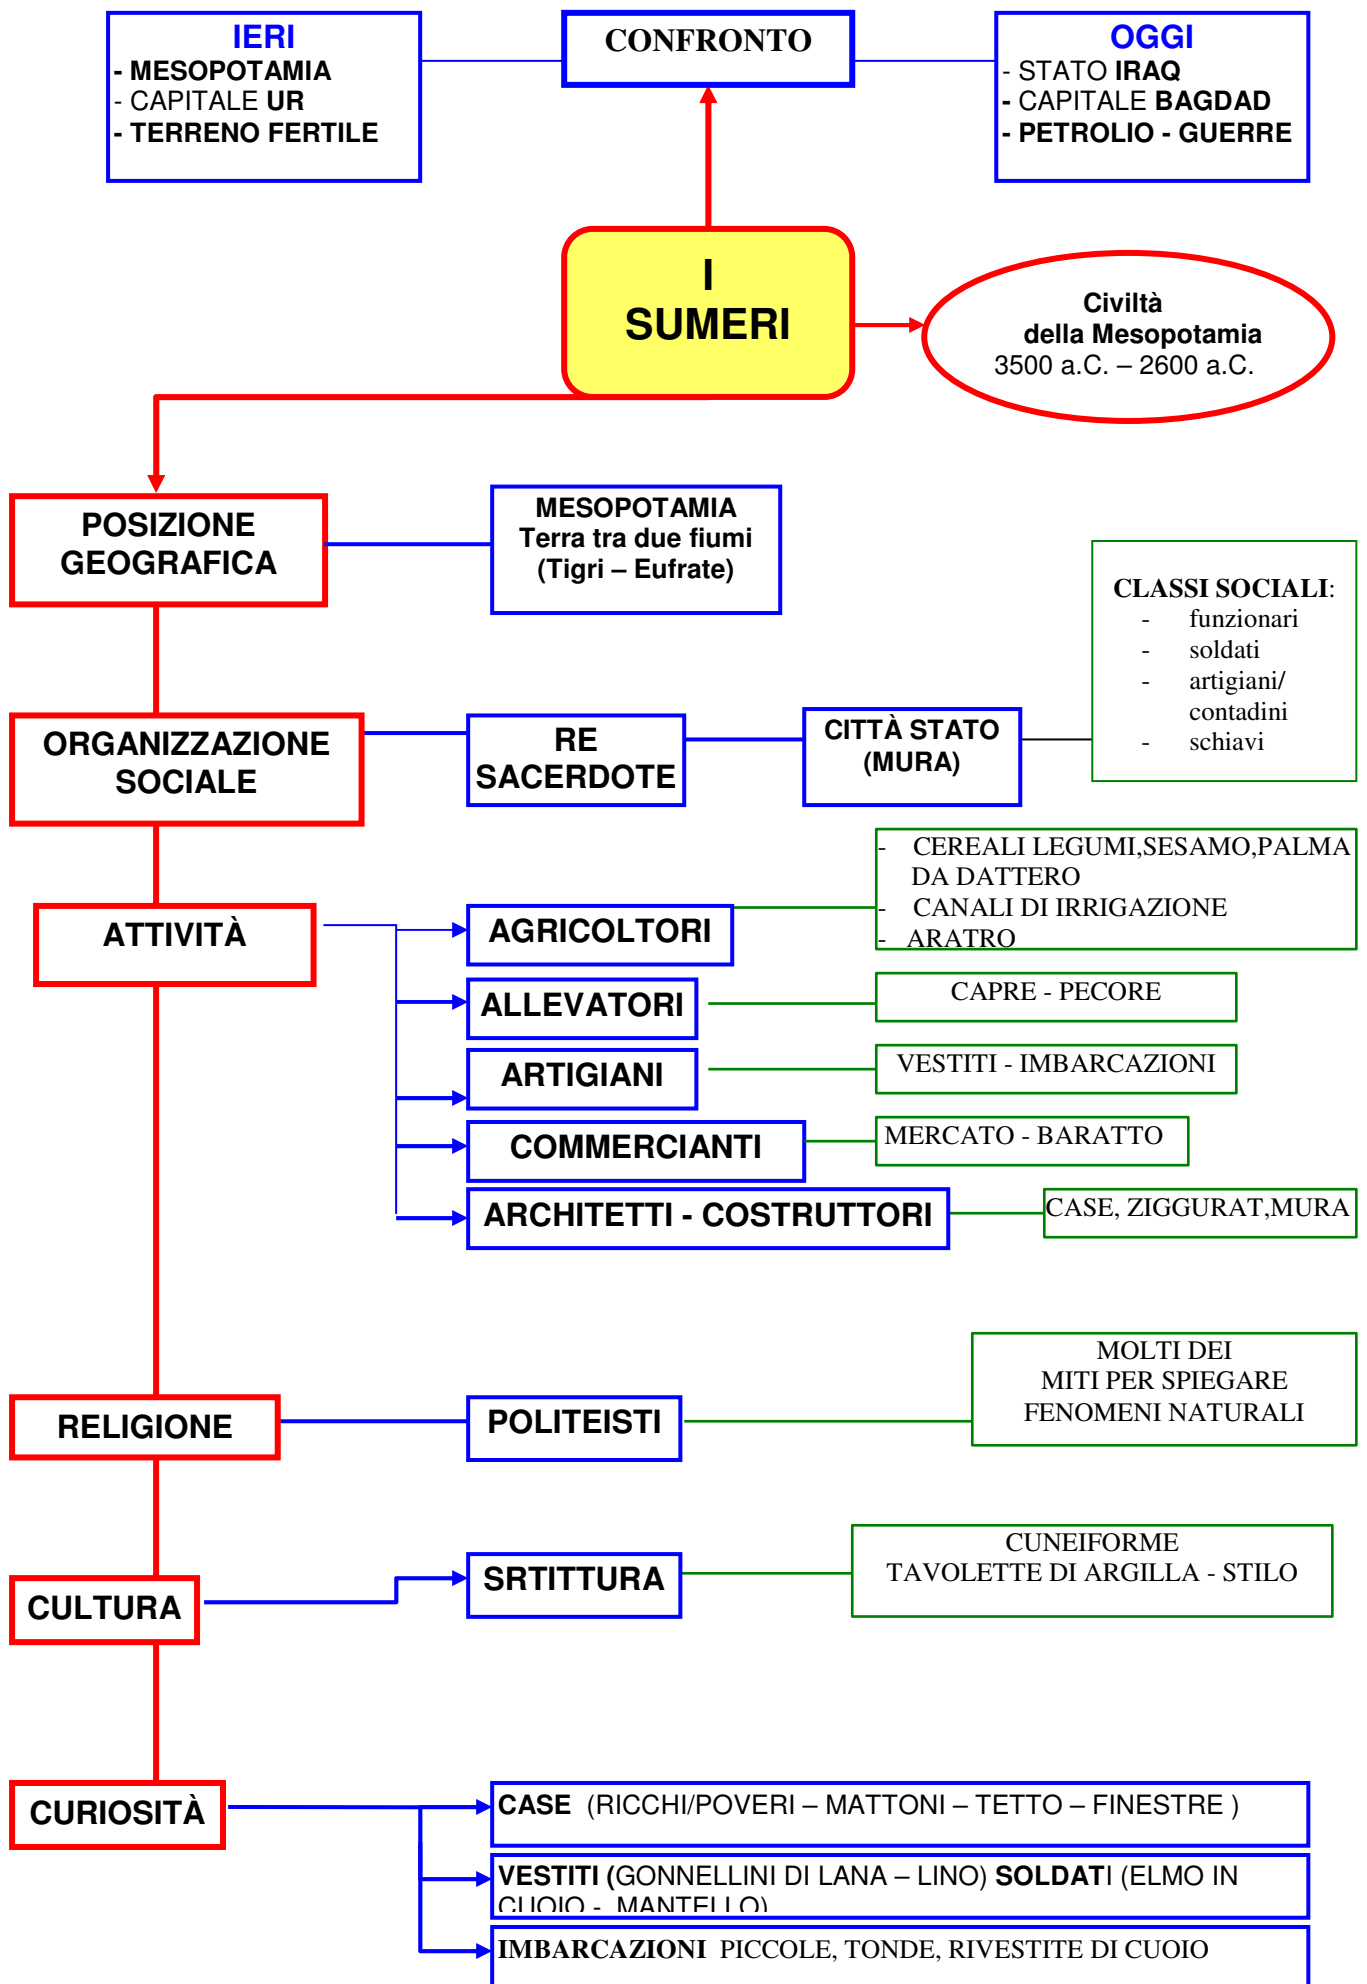 IERI
- MESOPOTAMIA
- CAPITALE UR
- TERRENO FERTILE
CONFRONTO
OGGI
- STATO IRAQ
- CAPITALE BAGDAD
- PETROLIO - GUERRE
I
SUMERI
Civiltà
della Mesopotamia
3500 a.C. – 2600 a.C.
POSIZIONE
GEOGRAFICA
MESOPOTAMIA
Terra tra due fiumi
(Tigri – Eufrate)
CLASSI SOCIALI:
- funzionari
- soldati
- artigiani/
contadini
- schiavi
ORGANIZZAZIONE
SOCIALE
RE
SACERDOTE
CITTÀ STATO
(MURA)
ATTIVITÀ
AGRICOLTORI
- CEREALI LEGUMI,SESAMO,PALMA
DA DATTERO
- CANALI DI IRRIGAZIONE
- ARATRO
ALLEVATORI
CAPRE - PECORE
ARTIGIANI
VESTITI - IMBARCAZIONI
COMMERCIANTI
MERCATO - BARATTO
ARCHITETTI - COSTRUTTORI
CASE, ZIGGURAT,MURA
RELIGIONE
POLITEISTI
MOLTI DEI
MITI PER SPIEGARE
FENOMENI NATURALI
CULTURA
SRTITTURA
CUNEIFORME
TAVOLETTE DI ARGILLA - STILO
CURIOSITÀ
CASE (RICCHI/POVERI – MATTONI – TETTO – FINESTRE )
VESTITI (GONNELLINI DI LANA – LINO) SOLDATI (ELMO IN
CUOIO - MANTELLO)
IMBARCAZIONI PICCOLE, TONDE, RIVESTITE DI CUOIO